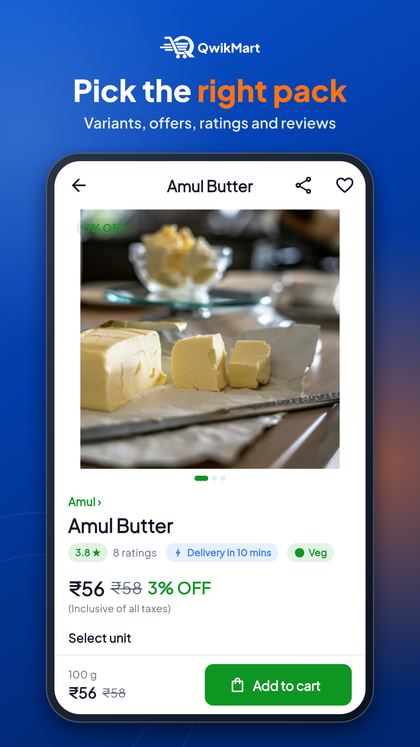 QwikMart
Pick the right pack
Variants, offers, ratings and reviews
Amul Butter
3% OFF
Amul ›
Amul Butter
3.8 ★ 8 ratings Delivery in 10 mins Veg
₹56 ₹58 3% OFF
(Inclusive of all taxes)
Select unit
100 g
₹56 ₹58
Add to cart